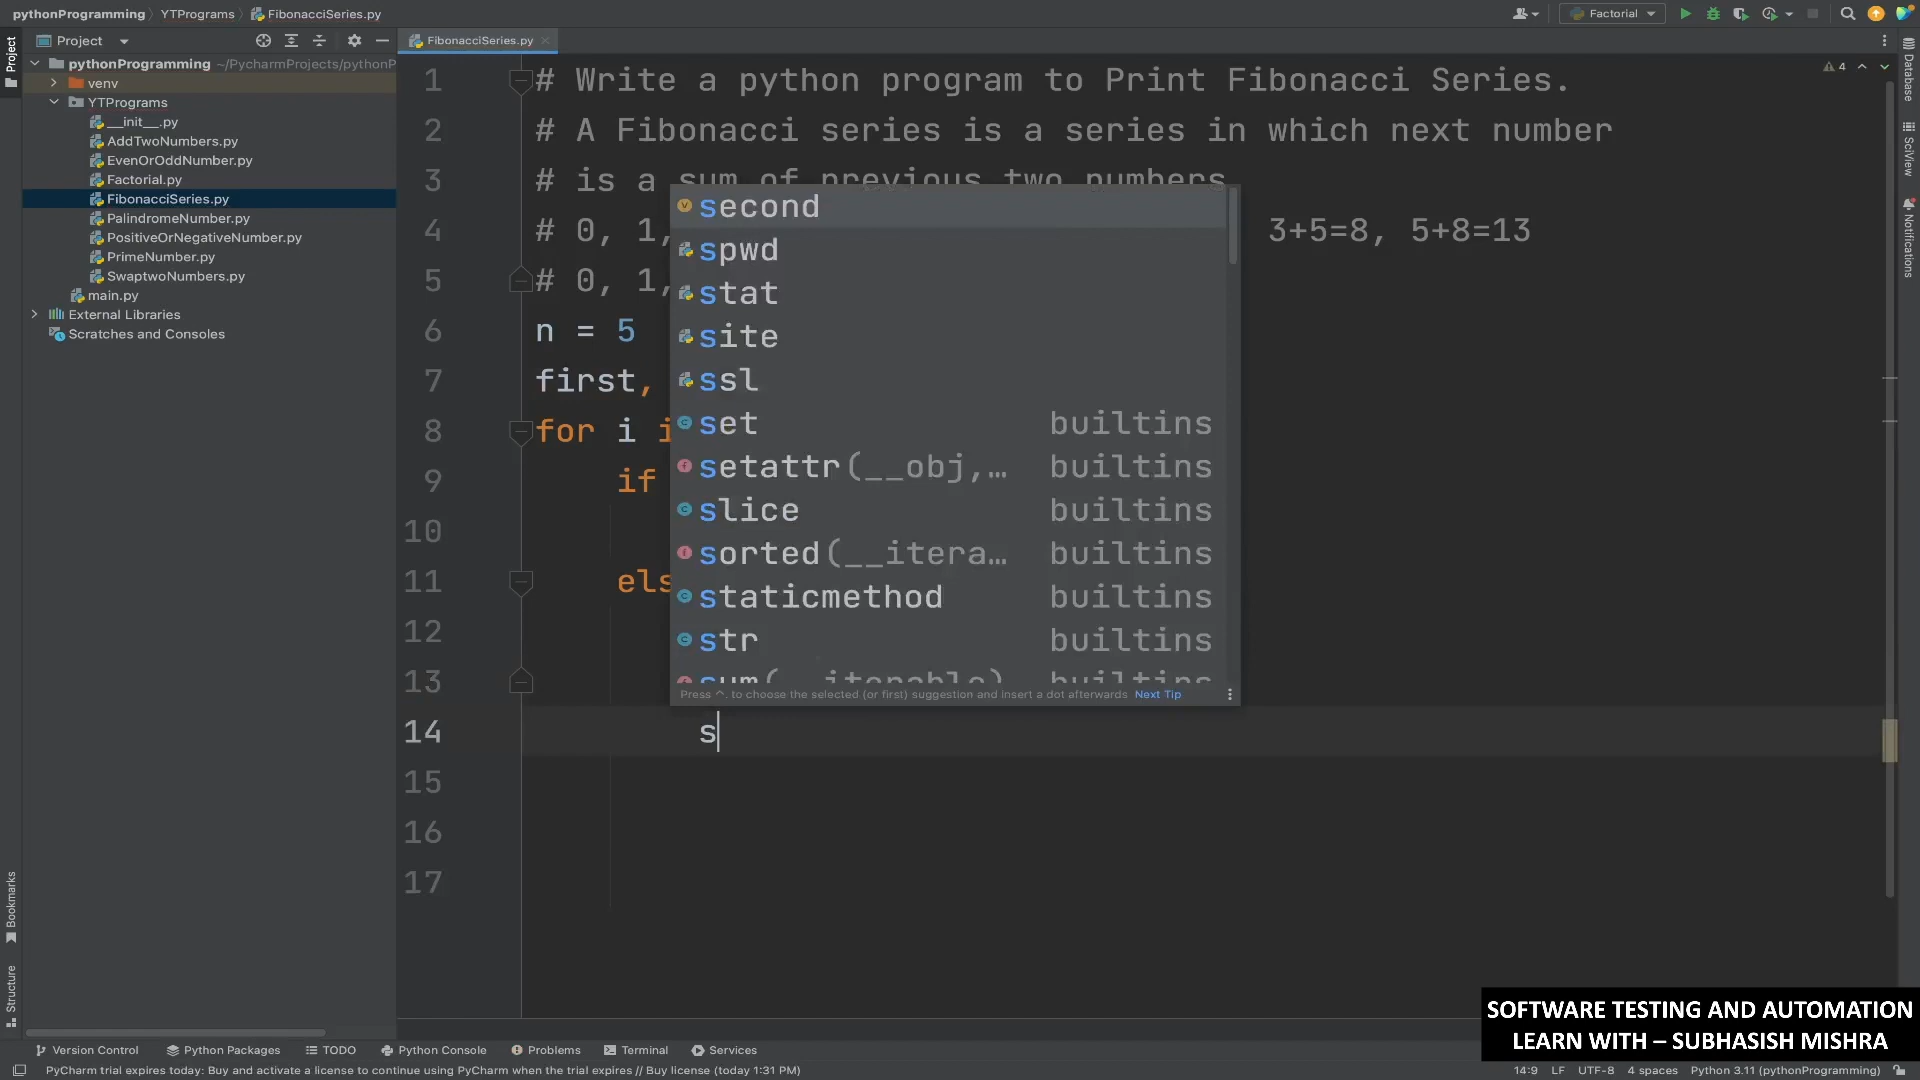 pythonProgramming YTPrograms FibonacciSeries.py
Factorial
Project
FibonacciSeries.py
Project
pythonProgramming ~/PycharmProjects/pythonP
venv
YTPrograms
__init__.py
AddTwoNumbers.py
EvenOrOddNumber.py
Factorial.py
FibonacciSeries.py
PalindromeNumber.py
PositiveOrNegativeNumber.py
PrimeNumber.py
SwaptwoNumbers.py
main.py
External Libraries
Scratches and Consoles
Bookmarks
Structure
4
1 # Write a python program to Print Fibonacci Series.
2 # A Fibonacci series is a series in which next number
3 # is a sum of previous two numbers
4 # 0, 1, 3+5=8, 5+8=13
5 # 0, 1,
6 n = 5
7 first,
8 for i i
9 if
10
11 els
12
13
14 s
15
16
17
second
spwd
stat
site
ssl
set builtins
setattr(__obj,… builtins
slice builtins
sorted(__itera… builtins
staticmethod builtins
str builtins
sum(__iterable) builtins
Press ^. to choose the selected (or first) suggestion and insert a dot afterwards Next Tip
Database
SciView
Notifications
SOFTWARE TESTING AND AUTOMATION
LEARN WITH – SUBHASISH MISHRA
Version Control Python Packages TODO Python Console Problems Terminal Services
PyCharm trial expires today: Buy and activate a license to continue using PyCharm when the trial expires // Buy license (today 1:31 PM) 14:9 LF UTF-8 4 spaces Python 3.11 (pythonProgramming)